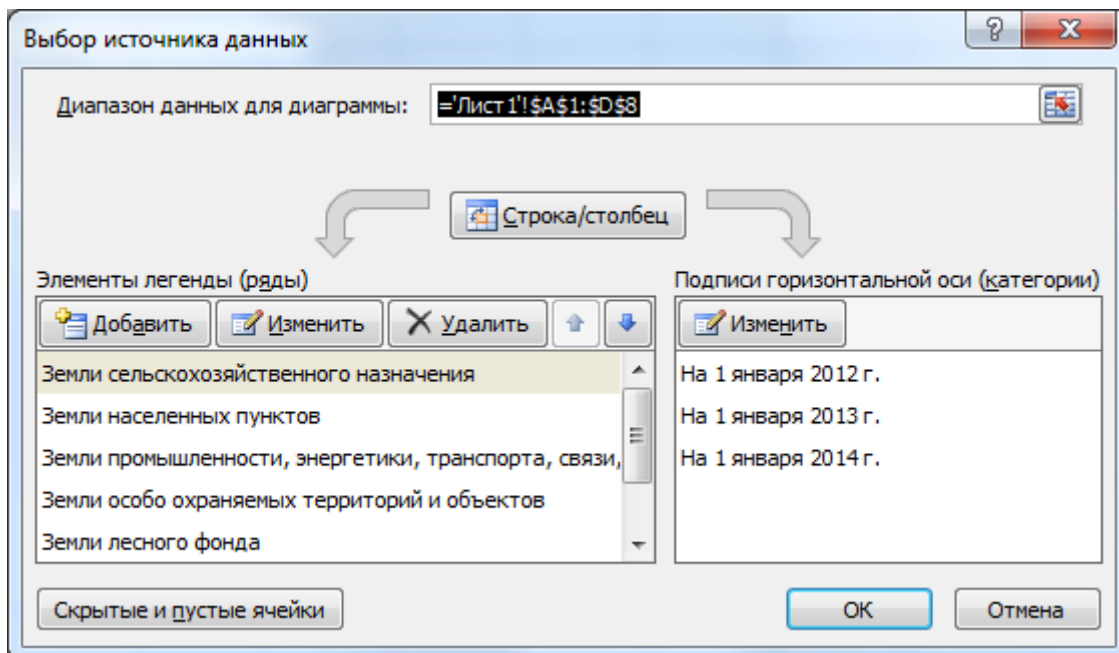 Выбор источника данных
Диапазон данных для диаграммы: ='Лист1'!$A$1:$D$8
Строка/столбец
Элементы легенды (ряды)
Добавить Изменить Удалить
Земли сельскохозяйственного назначения
Земли населенных пунктов
Земли промышленности, энергетики, транспорта, связи,
Земли особо охраняемых территорий и объектов
Земли лесного фонда
Подписи горизонтальной оси (категории)
Изменить
На 1 января 2012 г.
На 1 января 2013 г.
На 1 января 2014 г.
Скрытые и пустые ячейки
ОК
Отмена